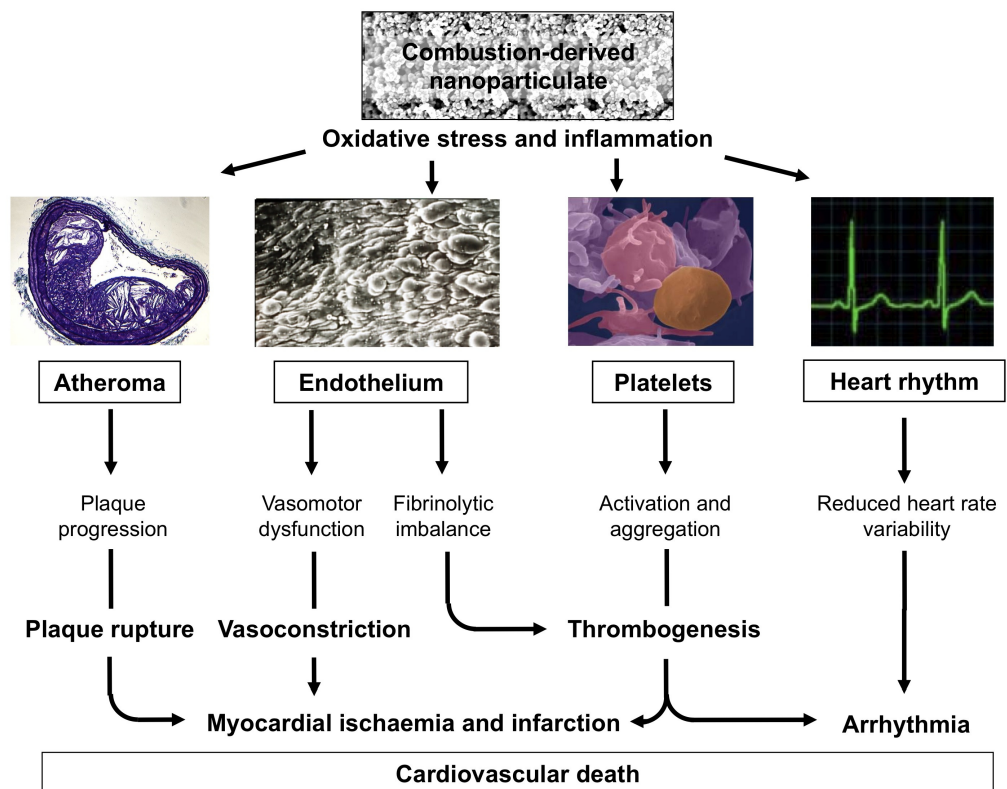 Combustion-derived
nanoparticulate
Oxidative stress and inflammation
Atheroma
Endothelium
Platelets
Heart rhythm
Plaque
progression
Vasomotor
dysfunction
Fibrinolytic
imbalance
Activation and
aggregation
Reduced heart rate
variability
Plaque rupture
Vasoconstriction
Thrombogenesis
Myocardial ischaemia and infarction
Arrhythmia
Cardiovascular death